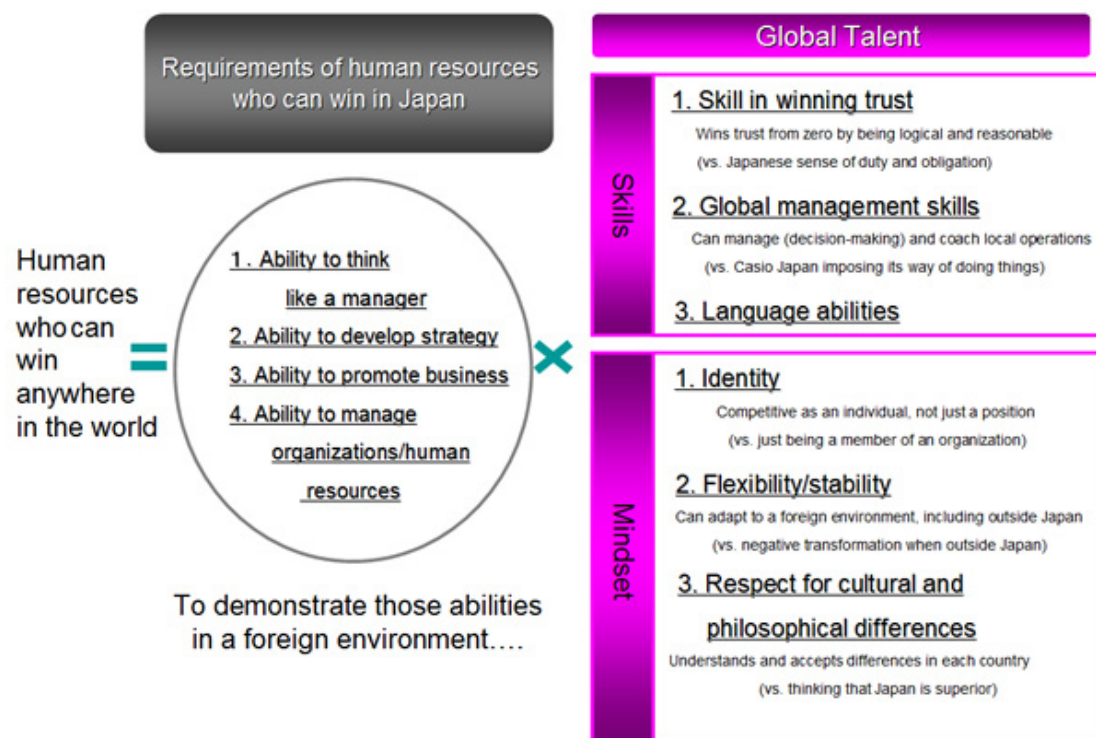 Human
resources
who can
win
anywhere
in the world
=
Requirements of human resources
who can win in Japan
1. Ability to think
like a manager
2. Ability to develop strategy
3. Ability to promote business
4. Ability to manage
organizations/human
resources
To demonstrate those abilities
in a foreign environment….
×
Global Talent
Skills
1. Skill in winning trust
Wins trust from zero by being logical and reasonable
(vs. Japanese sense of duty and obligation)
2. Global management skills
Can manage (decision-making) and coach local operations
(vs. Casio Japan imposing its way of doing things)
3. Language abilities
Mindset
1. Identity
Competitive as an individual, not just a position
(vs. just being a member of an organization)
2. Flexibility/stability
Can adapt to a foreign environment, including outside Japan
(vs. negative transformation when outside Japan)
3. Respect for cultural and
philosophical differences
Understands and accepts differences in each country
(vs. thinking that Japan is superior)